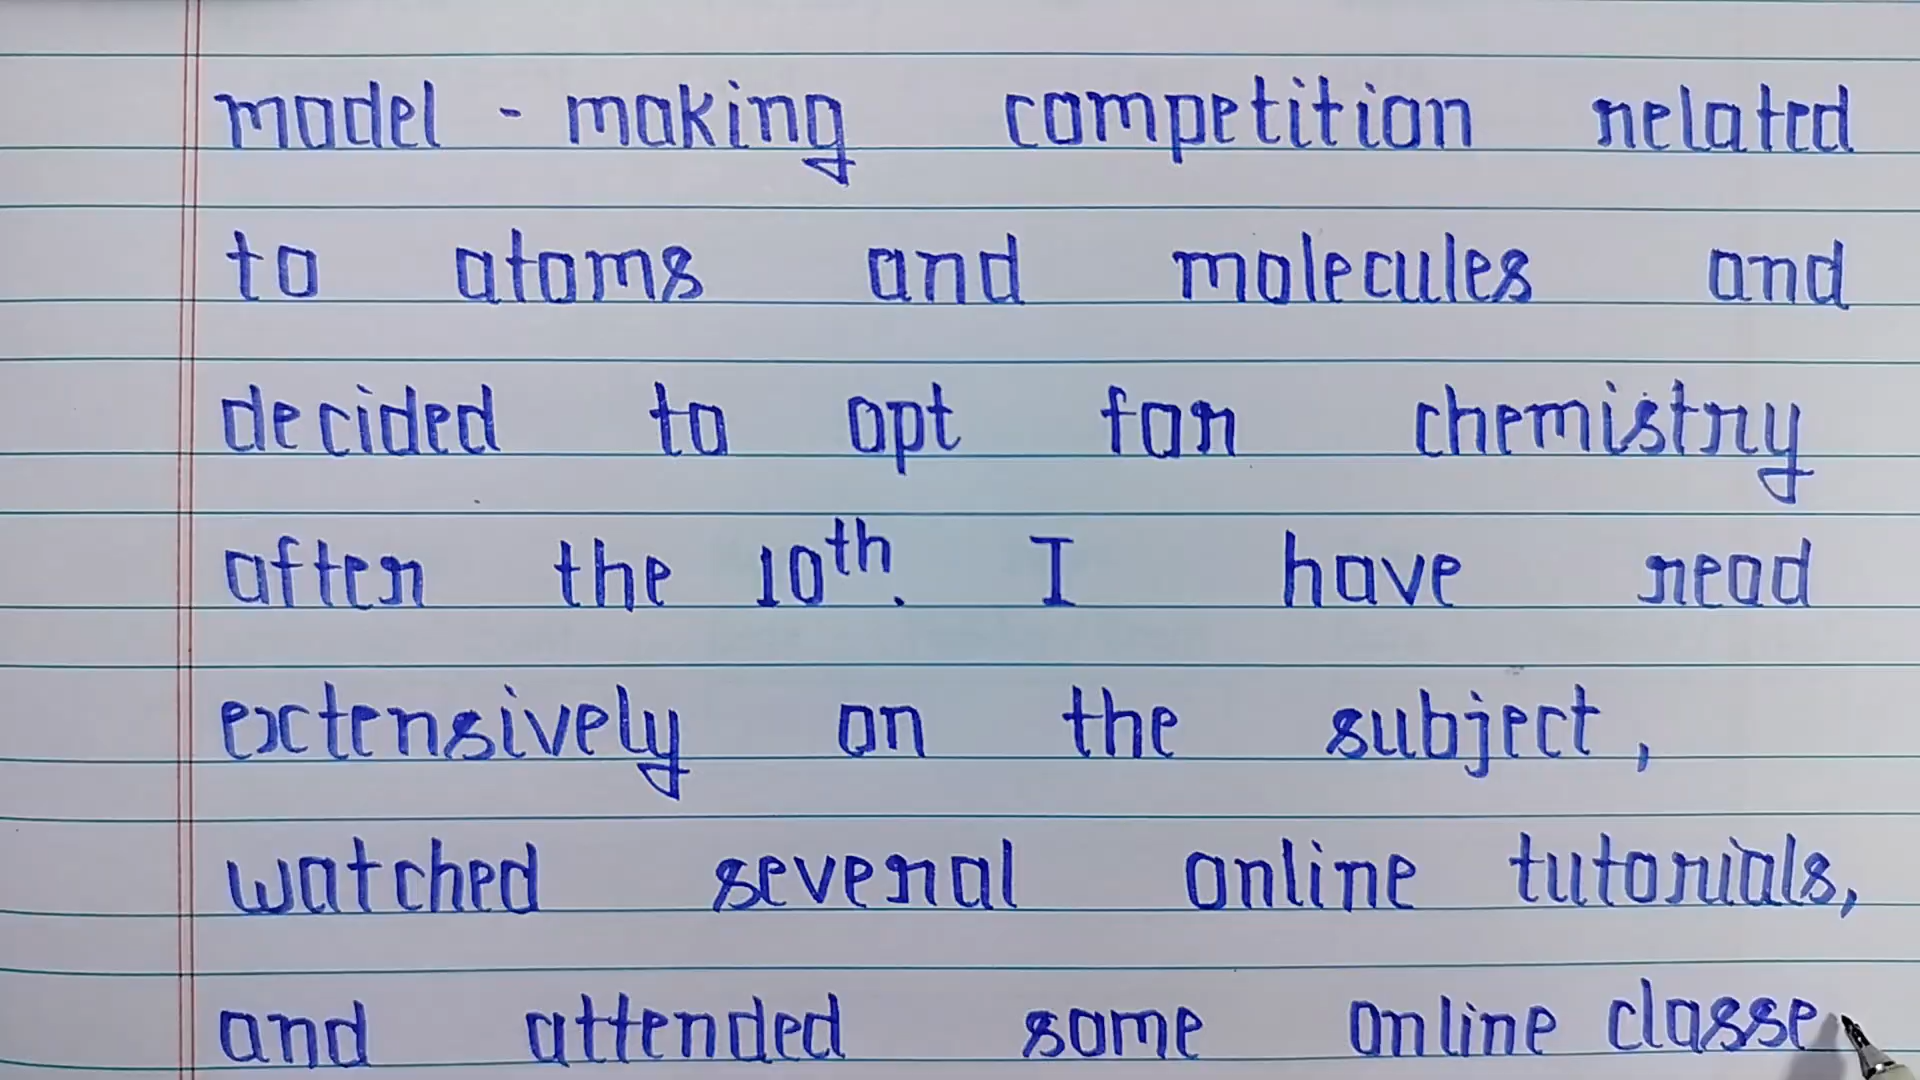 model - making competition related
to atoms and molecules and
decided to opt for chemistry
after the 10th. I have read
extensively on the subject,
watched several online tutorials,
and attended some online classe